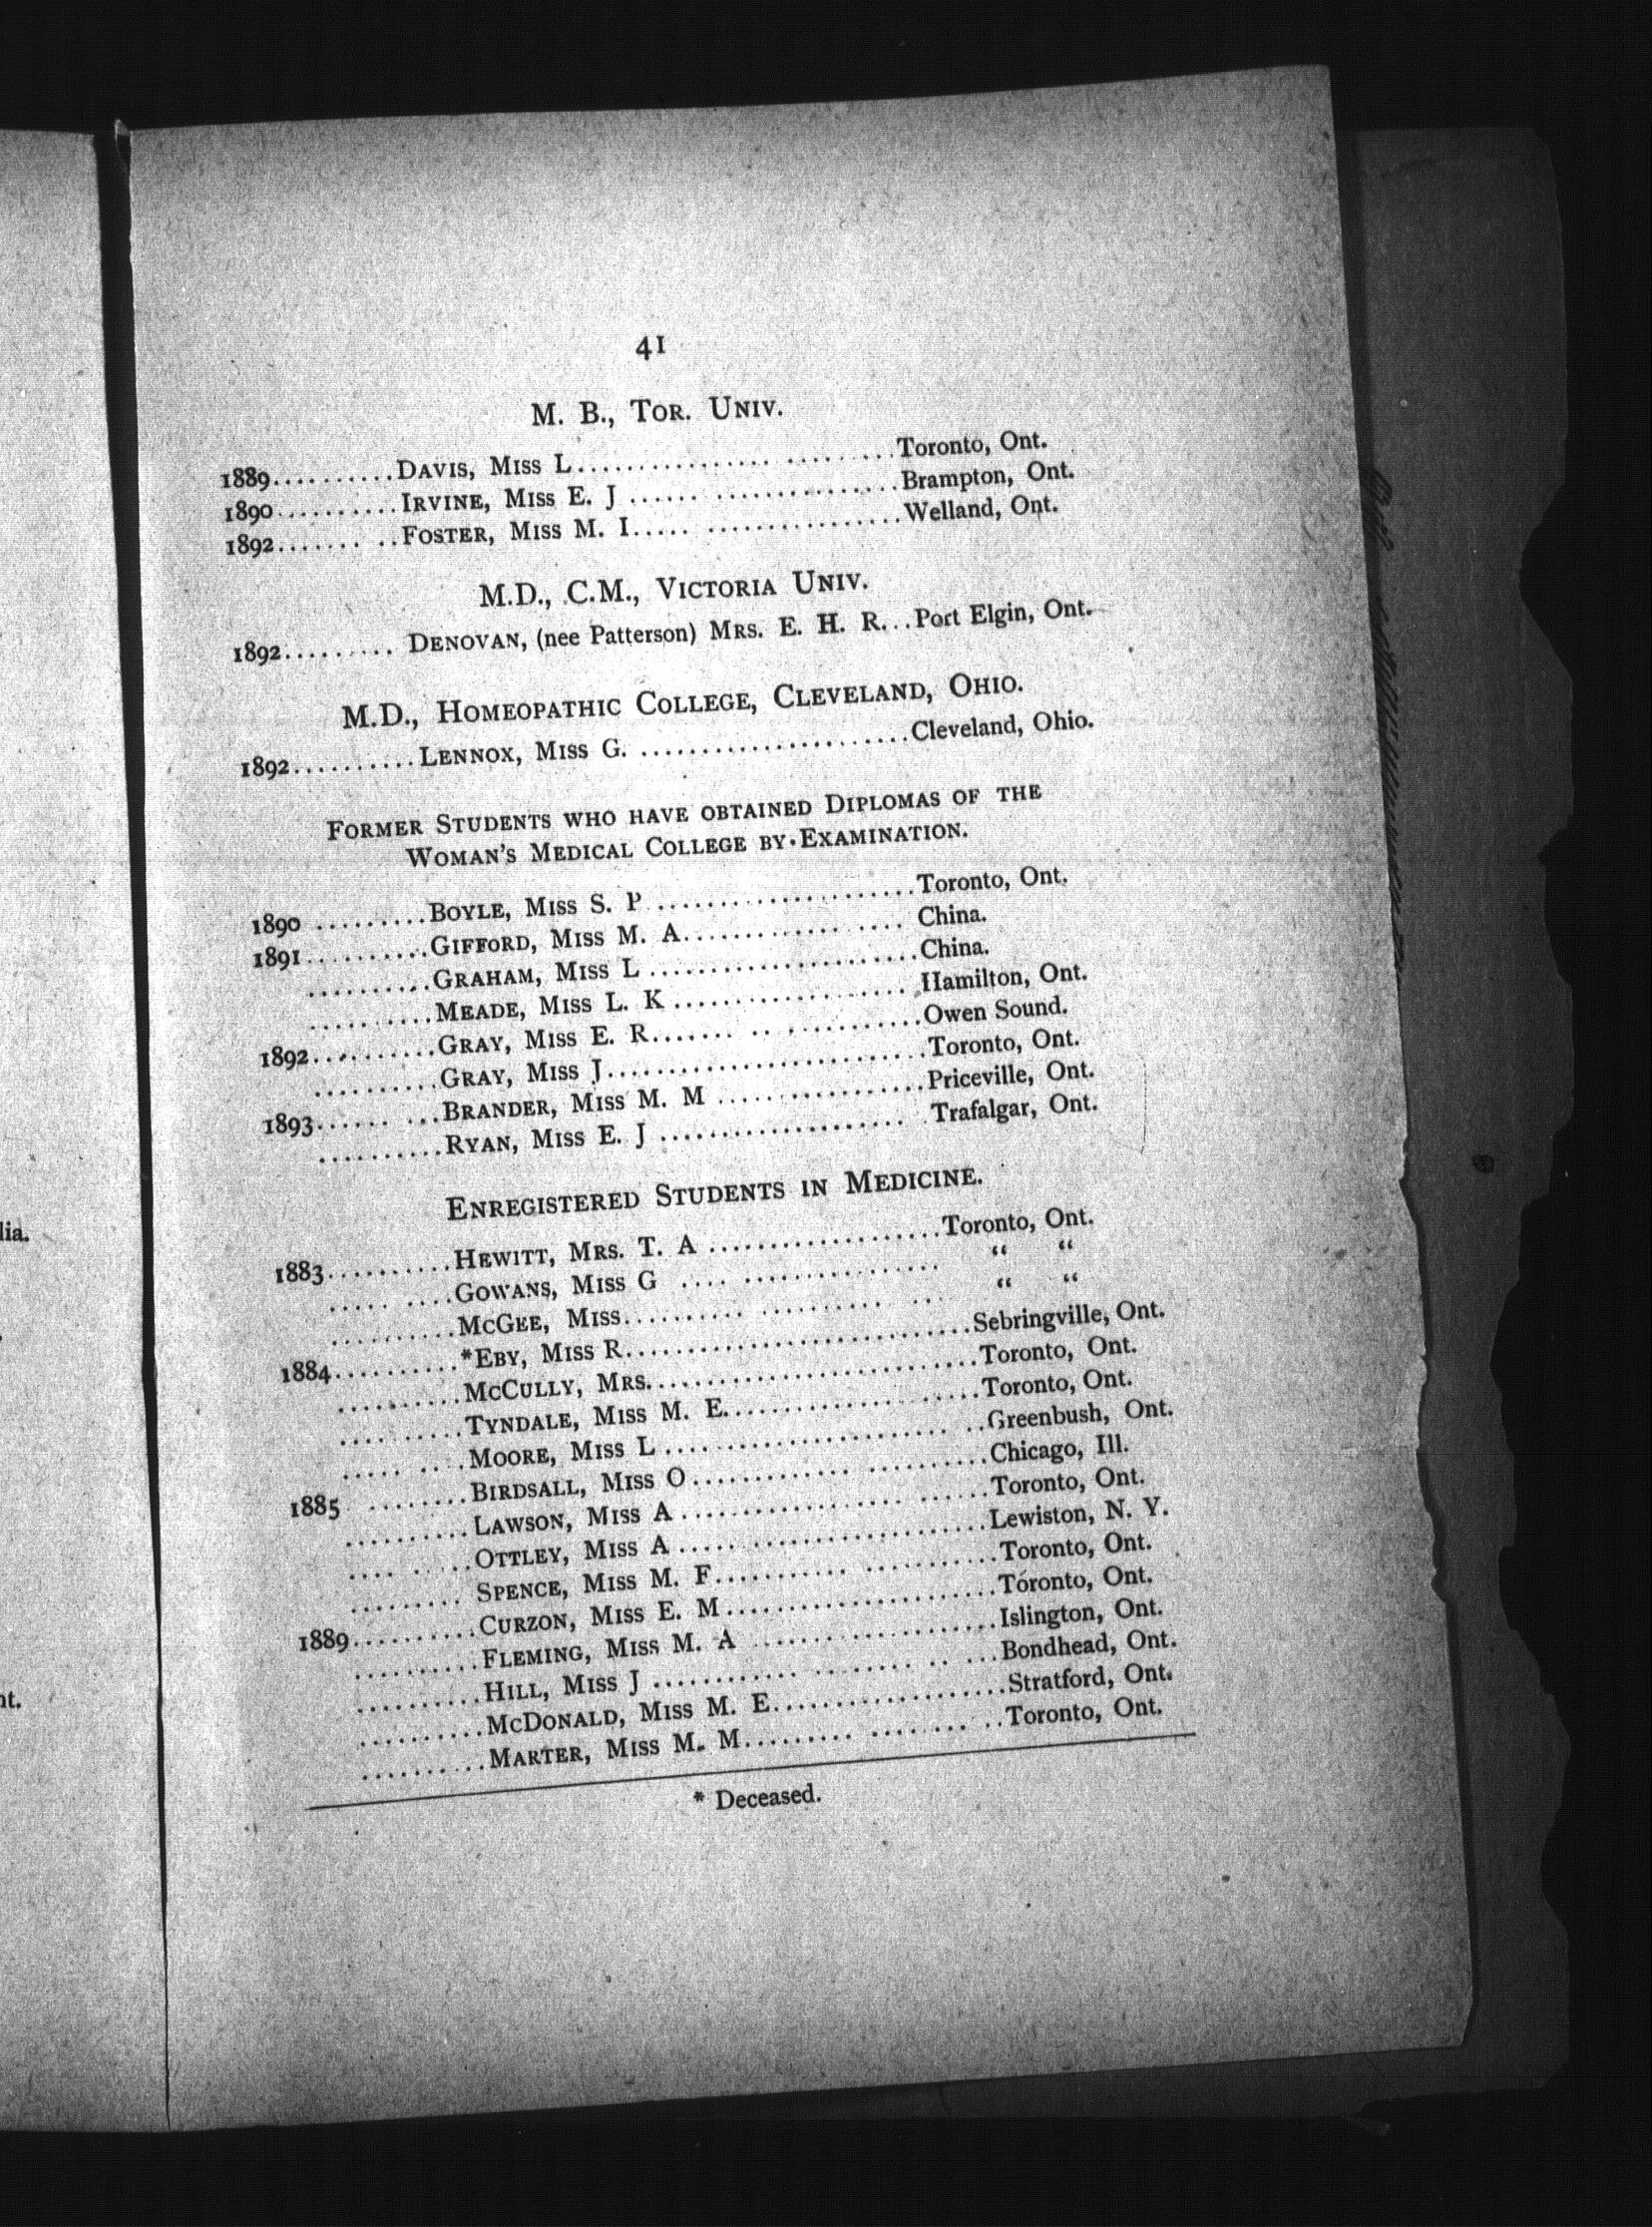 41
M. B., Tor. Univ.
1889..........Davis, Miss L......................... Toronto, Ont.
1890..........Irvine, Miss E. J ......................Brampton, Ont.
1892....... ..Foster, Miss M. I..... ................Welland, Ont.
M.D., C.M., Victoria Univ.
1892......... Denovan, (nee Patterson) Mrs. E. H. R...Port Elgin, Ont.
M.D., Homeopathic College, Cleveland, Ohio.
1892..........Lennox, Miss G. ......................Cleveland, Ohio.
Former Students who have obtained Diplomas of the
Woman's Medical College by Examination.
1890 .........Boyle, Miss S. P .....................Toronto, Ont.
1891..........Gifford, Miss M. A.................. China.
..........Graham, Miss L ......................China.
..........Meade, Miss L. K ................... Hamilton, Ont.
1892..........Gray, Miss E. R....... .. ...........Owen Sound.
..........Gray, Miss J..........................Toronto, Ont.
1893...... ...Brander, Miss M. M .................Priceville, Ont.
..........Ryan, Miss E. J .................... Trafalgar, Ont.
Enregistered Students in Medicine.
1883..........Hewitt, Mrs. T. A ...................Toronto, Ont.
..... ....Gowans, Miss G .... ................ “ “
..........McGee, Miss.......... .......... ... “ “
1884..........*Eby, Miss R............................Sebringville, Ont.
..........McCully, Mrs...........................Toronto, Ont.
..........Tyndale, Miss M. E.....................Toronto, Ont.
..... ....Moore, Miss L ....................... ..Greenbush, Ont.
1885 ........Birdsall, Miss O............. ..........Chicago, Ill.
..........Lawson, Miss A .................. ......Toronto, Ont.
.... .....Ottley, Miss A .........................Lewiston, N. Y.
......... Spence, Miss M. F........... ...........Toronto, Ont.
1889..........Curzon, Miss E. M......................Toronto, Ont.
..........Fleming, Miss M. A ....................Islington, Ont.
..........Hill, Miss J ............ ........ .. ...Bondhead, Ont.
..........McDonald, Miss M. E...................Stratford, Ont.
..........Marter, Miss M. M......... ........ ..Toronto, Ont.
* Deceased.
lia.
nt.